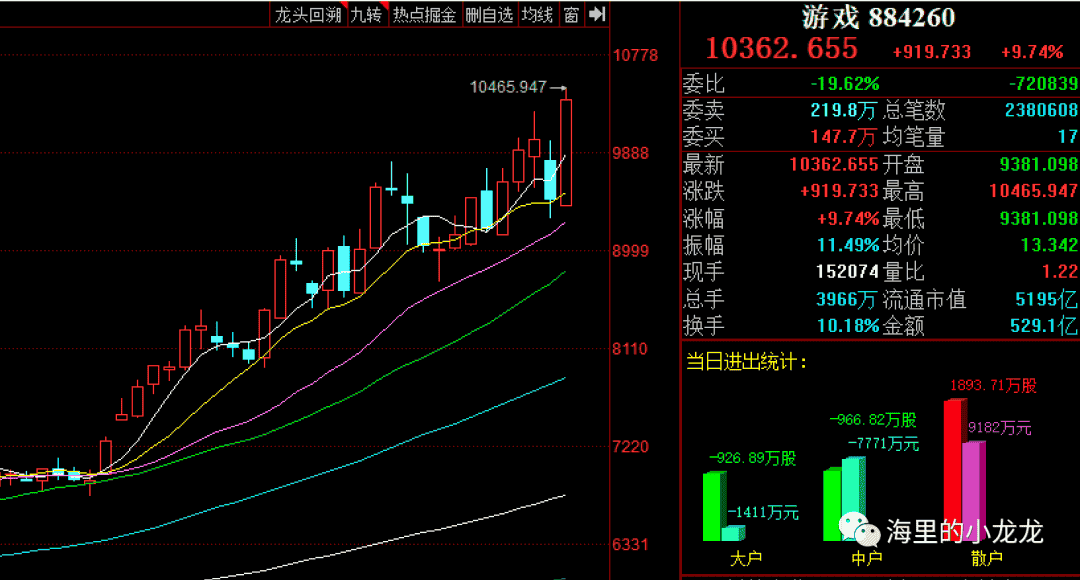 龙头回溯 九转 热点掘金 删自选 均线 窗
10778
10465.947
9888
8999
8110
7220
6331
游戏 884260
10362.655 +919.733 +9.74%
委比 -19.62% -720839
委卖 219.8万 总笔数 2380608
委买 147.7万 均笔量 17
最新 10362.655 开盘 9381.098
涨跌 +919.733 最高 10465.947
涨幅 +9.74% 最低 9381.098
振幅 11.49% 均价 13.342
现手 152074 量比 1.22
总手 3966万 流通市值 5195亿
换手 10.18% 金额 529.1亿
当日进出统计：
1893.71万股
-966.82万股
9182万元
-7771万元
-926.89万股
-1411万元
海里的小龙龙
大户 中户 散户